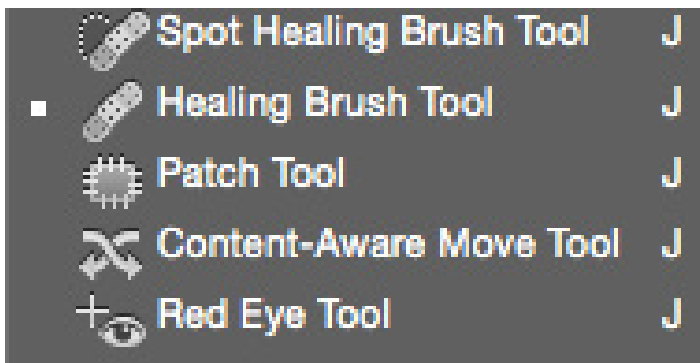 Spot Healing Brush Tool J
Healing Brush Tool J
Patch Tool J
Content-Aware Move Tool J
Red Eye Tool J